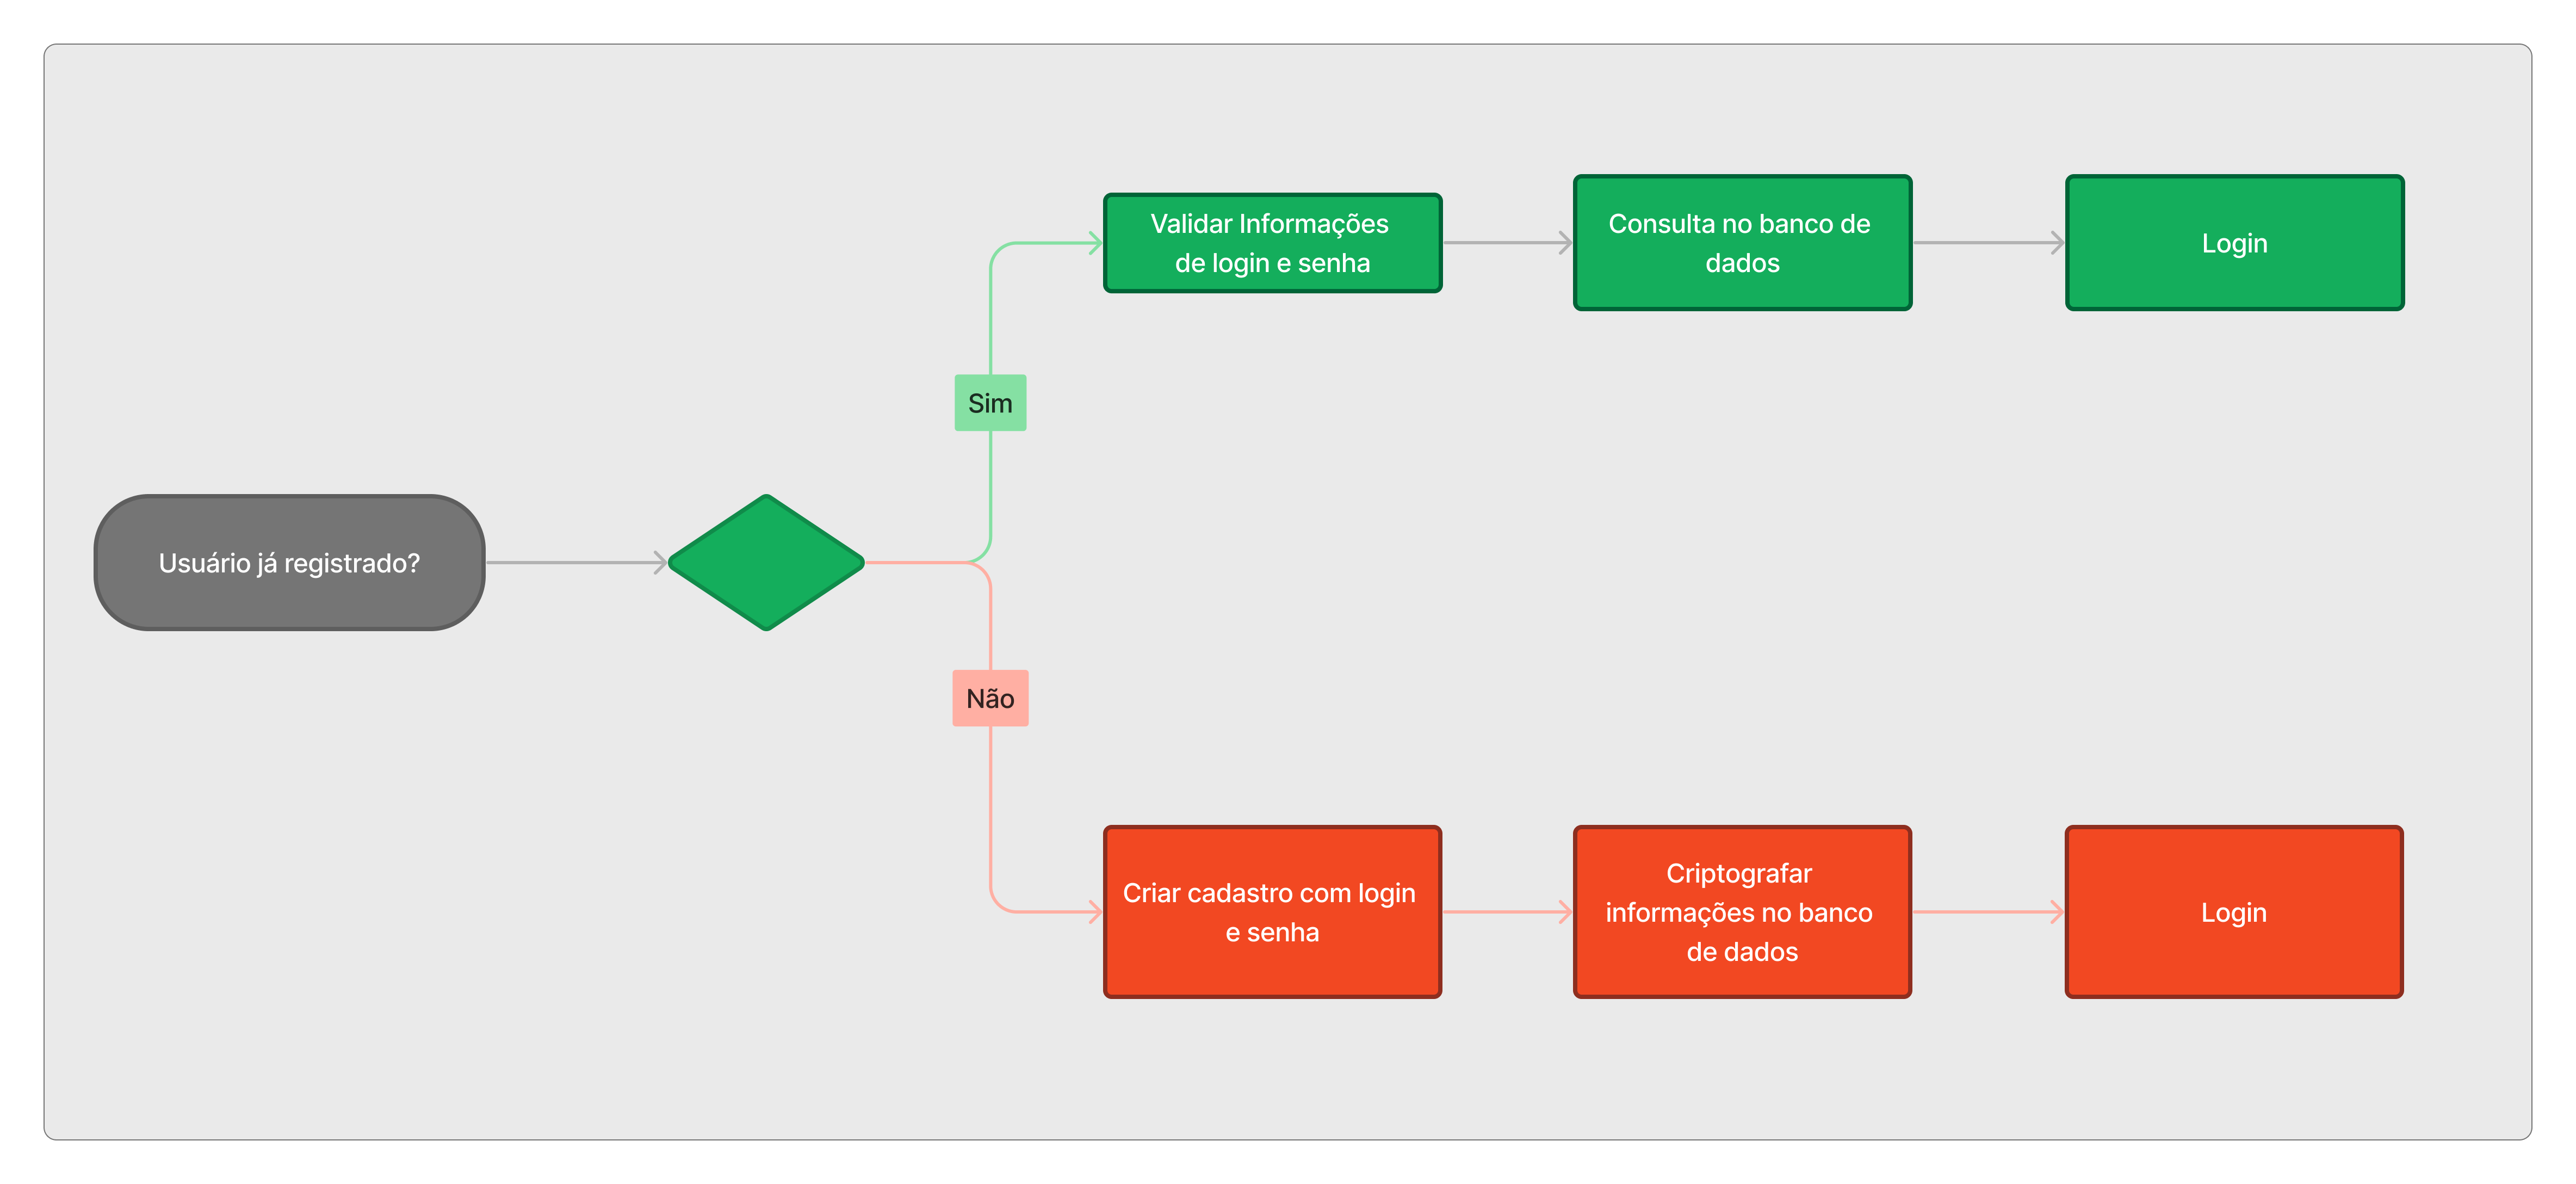 Validar Informações
de login e senha
Consulta no banco de
dados
Login
Sim
Usuário já registrado?
Não
Criar cadastro com login
e senha
Criptografar
informações no banco
de dados
Login